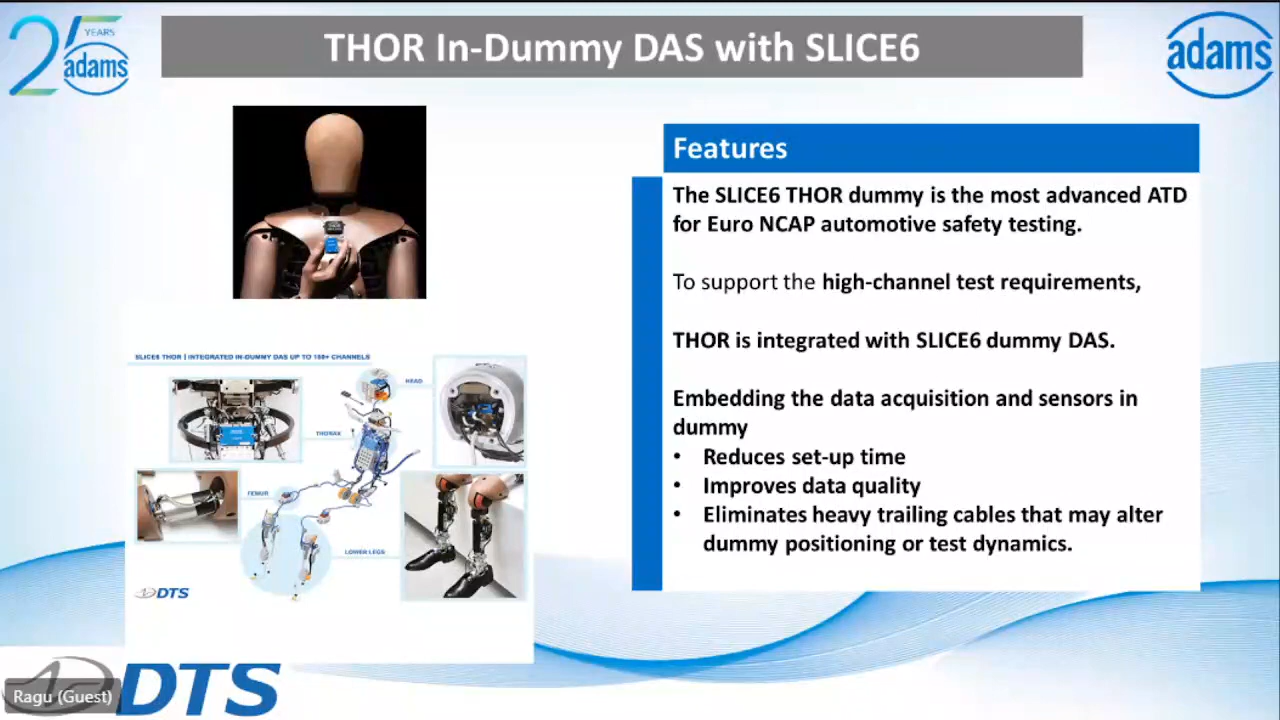 25 YEARS
adams
THOR In-Dummy DAS with SLICE6
adams
THOR
Features
The SLICE6 THOR dummy is the most advanced ATD
for Euro NCAP automotive safety testing.
To support the high-channel test requirements,
THOR is integrated with SLICE6 dummy DAS.
Embedding the data acquisition and sensors in
dummy
• Reduces set-up time
• Improves data quality
• Eliminates heavy trailing cables that may alter
dummy positioning or test dynamics.
SLICE6 THOR | INTEGRATED IN-DUMMY DAS UP TO
CHANNELS
HEAD
THORAX
FEMUR
LOWER LEGS
DTS
DTS
Ragu (Guest)